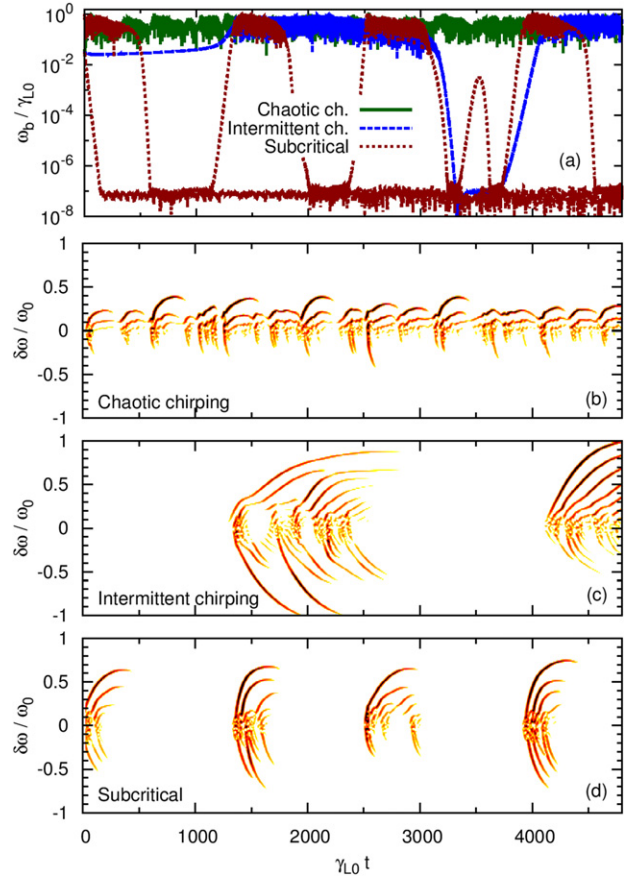 10^0
10^-2
10^-4
10^-6
10^-8
ω_b / γ_L0
Chaotic ch.
Intermittent ch.
Subcritical
(a)
1
0.5
0
-0.5
-1
δω / ω_0
Chaotic chirping
(b)
1
0.5
0
-0.5
-1
δω / ω_0
Intermittent chirping
(c)
1
0.5
0
-0.5
-1
δω / ω_0
Subcritical
(d)
0 1000 2000 3000 4000
γ_L0 t